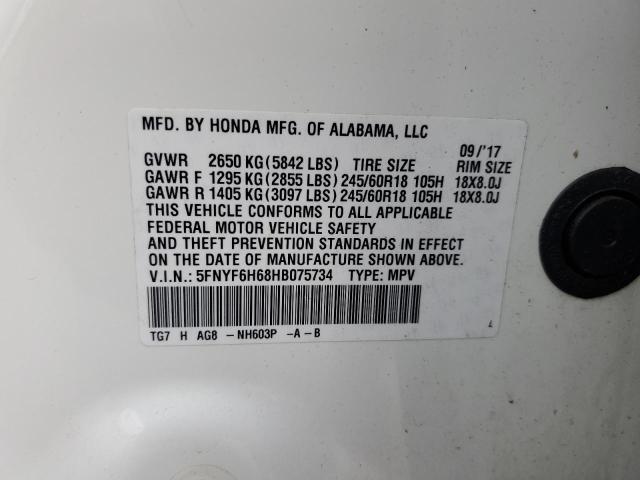 MFD. BY HONDA MFG. OF ALABAMA, LLC
09/'17
GVWR 2650 KG(5842 LBS) TIRE SIZE RIM SIZE
GAWR F 1295 KG(2855 LBS) 245/60R18 105H 18X8.0J
GAWR R 1405 KG(3097 LBS) 245/60R18 105H 18X8.0J
THIS VEHICLE CONFORMS TO ALL APPLICABLE
FEDERAL MOTOR VEHICLE SAFETY
AND THEFT PREVENTION STANDARDS IN EFFECT
ON THE DATE OF MANUFACTURE SHOWN ABOVE.
V.I.N.: 5FNYF6H68HB075734 TYPE: MPV
TG7 H AG8 -NH603P -A-B